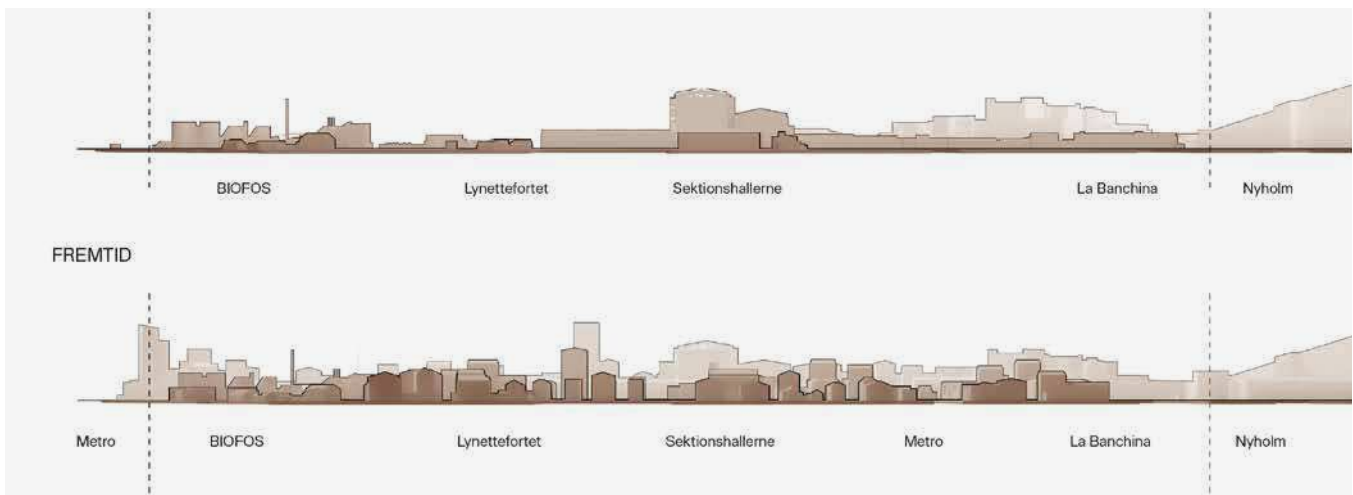 BIOFOS Lynettefortet Sektionshallerne La Banchina Nyholm
FREMTID
Metro BIOFOS Lynettefortet Sektionshallerne Metro La Banchina Nyholm